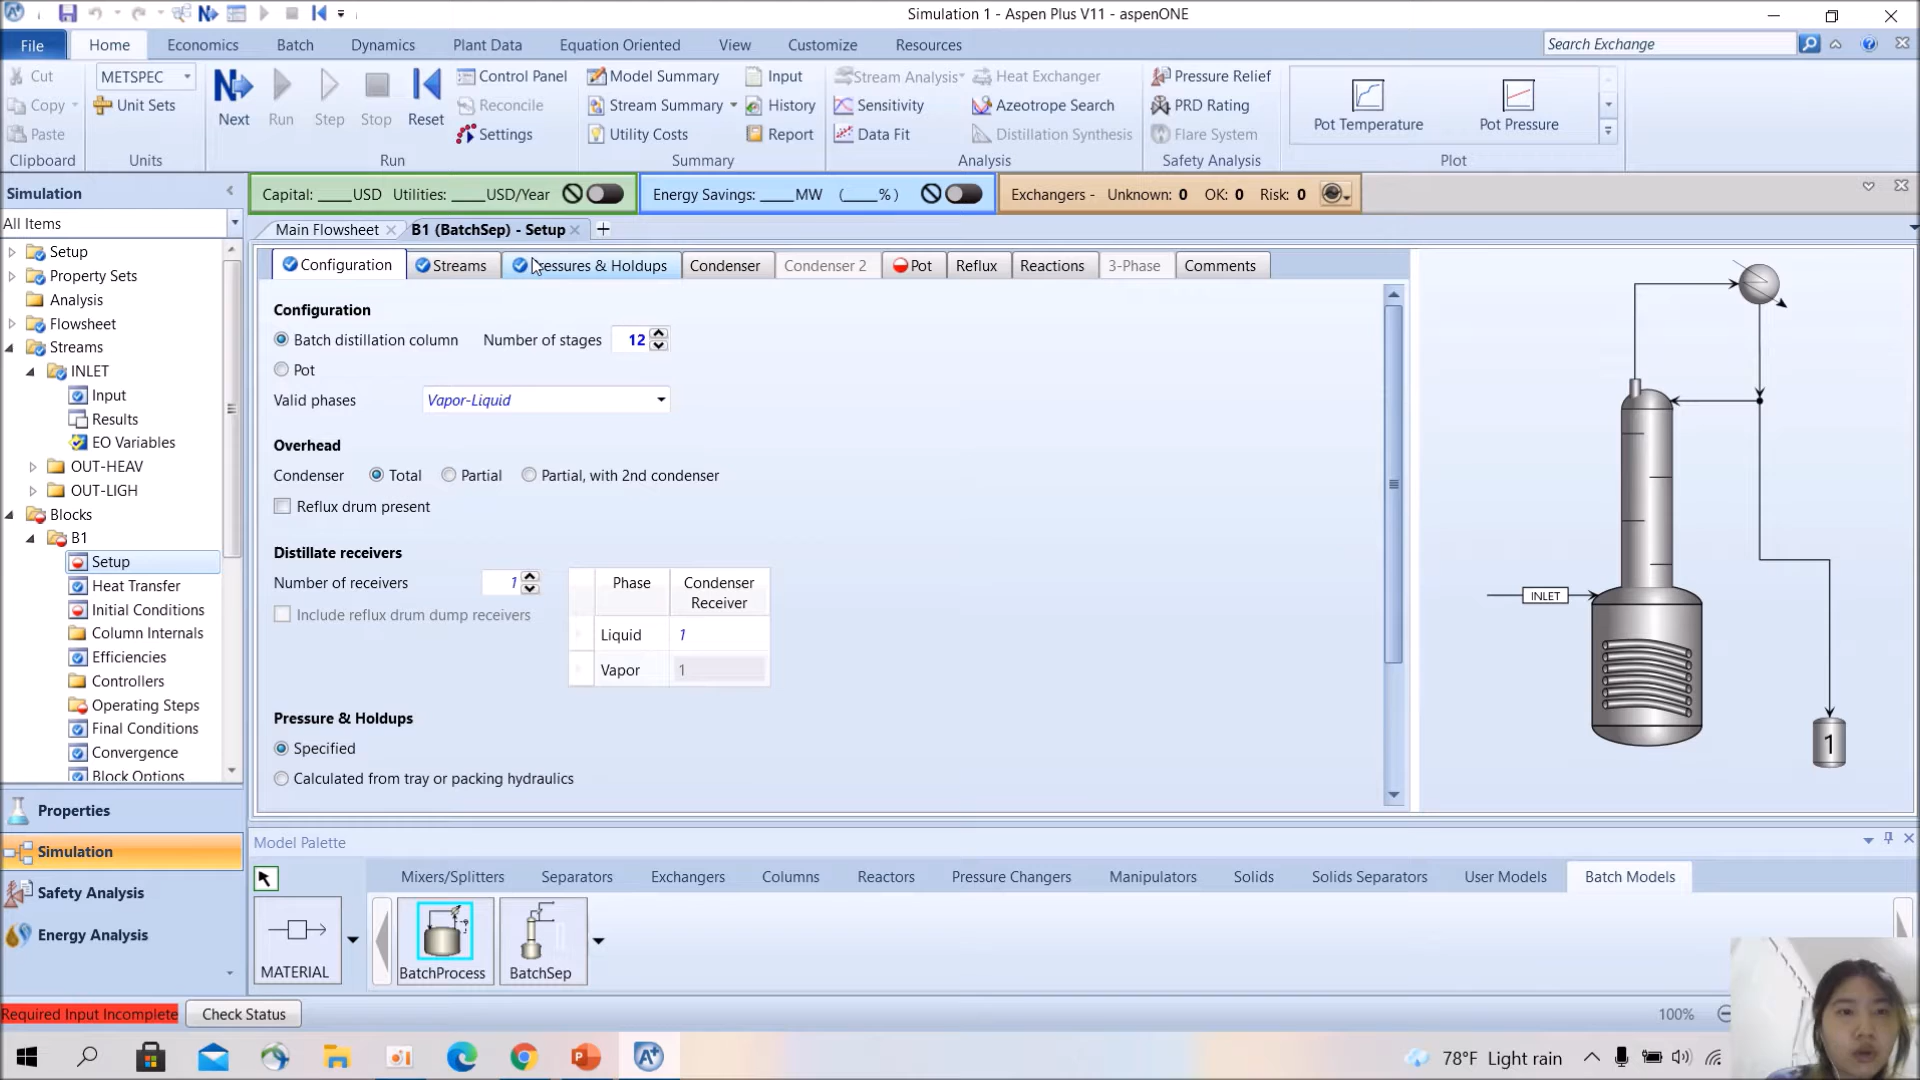 Simulation 1 - Aspen Plus V11 - aspenONE
File Home Economics Batch Dynamics Plant Data Equation Oriented View Customize Resources Search Exchange
Cut METSPEC Control Panel Model Summary Input Stream Analysis Heat Exchanger Pressure Relief
Copy Unit Sets Reconcile Stream Summary History Sensitivity Azeotrope Search PRD Rating
Paste Next Run Step Stop Reset Settings Utility Costs Report Data Fit Distillation Synthesis Flare System Pot Temperature Pot Pressure
Clipboard Units Run Summary Analysis Safety Analysis Plot
Simulation Capital: _____USD Utilities: _____USD/Year Energy Savings: _____MW (_____%) Exchangers - Unknown: 0 OK: 0 Risk: 0
All Items Main Flowsheet B1 (BatchSep) - Setup
Configuration Streams essures & Holdups Condenser Condenser 2 Pot Reflux Reactions 3-Phase Comments
Setup
Property Sets
Analysis
Flowsheet
Streams
INLET
Input
Results
EO Variables
OUT-HEAV
OUT-LIGH
Blocks
B1
Setup
Heat Transfer
Initial Conditions
Column Internals
Efficiencies
Controllers
Operating Steps
Final Conditions
Convergence
Block Options
Configuration
Batch distillation column Number of stages 12
Pot
Valid phases Vapor-Liquid
Overhead
Condenser Total Partial Partial, with 2nd condenser
Reflux drum present
Distillate receivers
Number of receivers 1
Include reflux drum dump receivers
Phase Condenser
Receiver
Liquid 1
Vapor 1
Pressure & Holdups
Specified
Calculated from tray or packing hydraulics
INLET
1
Properties
Simulation
Safety Analysis
Energy Analysis
Model Palette
Mixers/Splitters Separators Exchangers Columns Reactors Pressure Changers Manipulators Solids Solids Separators User Models Batch Models
MATERIAL BatchProcess BatchSep
Required Input Incomplete Check Status 100%
78°F Light rain